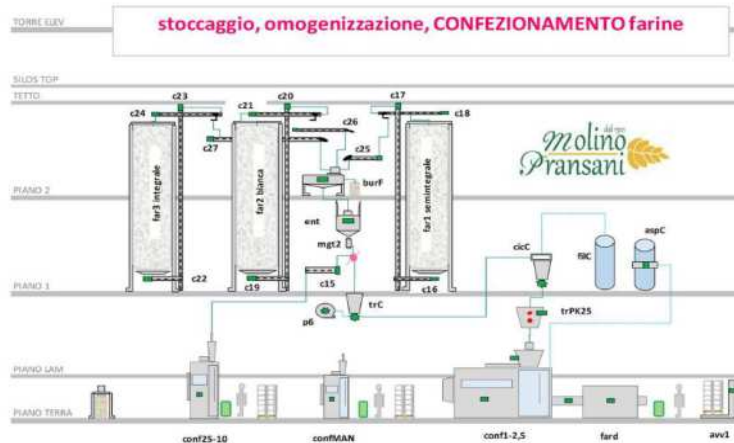 TORRE ELEV
stoccaggio, omogenizzazione, CONFEZIONAMENTO farine
SILOS TOP
TETTO
c23
c20
c17
c24
c21
c18
c26
c27
c25
dal 1901
Molino
Pransani
far3 integrale
far2 bianca
far1 semintegrale
PIANO 2
burF
ent
mgt2
cicC
filC
aspC
c22
c19
c15
c16
PIANO 1
trC
p6
trPK25
PIANO LAM
PIANO TERRA
conf25-10
confMAN
conf1-2,5
fard
avv1